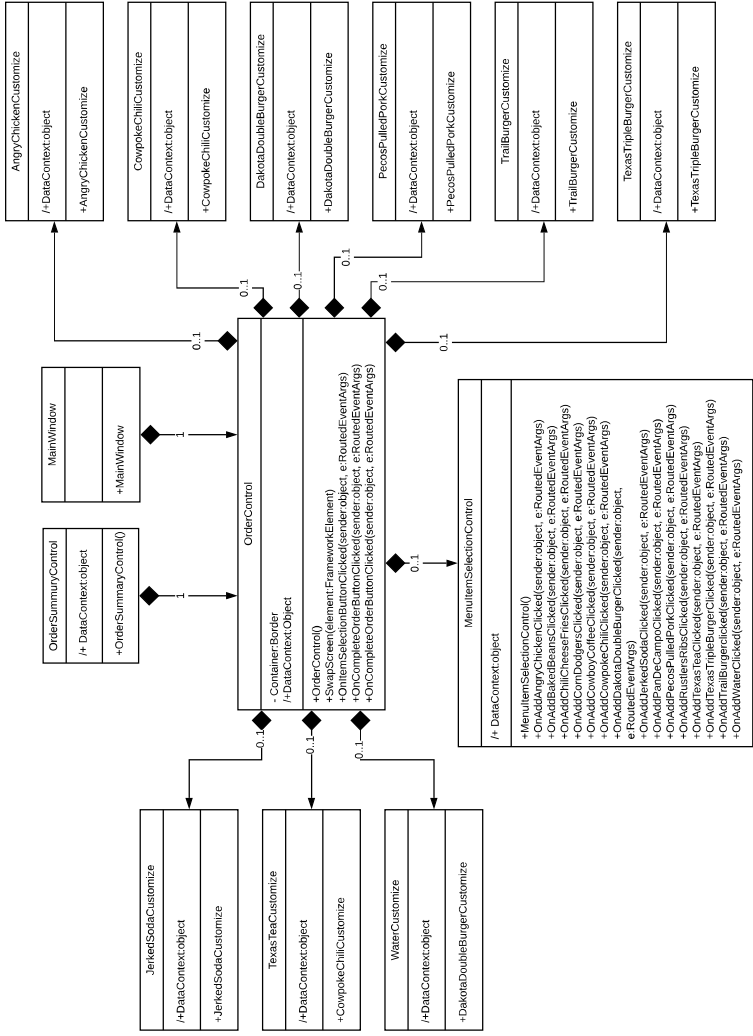 JerkedSodaCustomize
/+DataContext:object
+JerkedSodaCustomize
TexasTeaCustomize
/+DataContext:object
+CowpokeChiliCustomize
WaterCustomize
/+DataContext:object
+DakotaDoubleBurgerCustomize
0..1
0..1
0..1
OrderSummuryControl
/+ DataContext:object
+OrderSummaryControl()
1
MainWindow
+MainWindow
1
OrderControl
- Container:Border
/+DataContext:Object
+OrderControl()
+SwapScreen(element:FrameworkElement)
+OnItemSelectionButtonClicked(sender:object, e:RoutedEventArgs)
+OnCompleteOrderButtonClicked(sender:object, e:RoutedEventArgs)
+OnCompleteOrderButtonClicked(sender:object, e:RoutedEventArgs)
0..1
MenuItemSelectionControl
/+ DataContext:object
+MenuItemSelectionControl()
+OnAddAngryChickenClicked(sender:object, e:RoutedEventArgs)
+OnAddBakedBeansClicked(sender:object, e:RoutedEventArgs)
+OnAddChiliCheeseFriesClicked(sender:object, e:RoutedEventArgs)
+OnAddCornDodgersClicked(sender:object, e:RoutedEventArgs)
+OnAddCowboyCoffeeClicked(sender:object, e:RoutedEventArgs)
+OnAddCowpokeChiliClicked(sender:object, e:RoutedEventArgs)
+OnAddDakotaDoubleBurgerClicked(sender:object,
e:RoutedEventArgs)
+OnAddJerkedSodaClicked(sender:object, e:RoutedEventArgs)
+OnAddPanDeCampoClicked(sender:object, e:RoutedEventArgs)
+OnAddPecosPulledPorkClicked(sender:object, e:RoutedEventArgs)
+OnAddRustlersRibsClicked(sender:object, e:RoutedEventArgs)
+OnAddTexasTeaClicked(sender:object, e:RoutedEventArgs)
+OnAddTexasTripleBurgerClicked(sender:object, e:RoutedEventArgs)
+OnAddTrailBurgerclicked(sender:object, e:RoutedEventArgs)
+OnAddWaterClicked(sender:object, e:RoutedEventArgs)
0..1
0..1
0..1
0..1
0..1
0..1
AngryChickenCustomize
/+DataContext:object
+AngryChickenCustomize
CowpokeChiliCustomize
/+DataContext:object
+CowpokeChiliCustomize
DakotaDoubleBurgerCustomize
/+DataContext:object
+DakotaDoubleBurgerCustomize
PecosPulledPorkCustomize
/+DataContext:object
+PecosPulledPorkCustomize
TrailBurgerCustomize
/+DataContext:object
+TrailBurgerCustomize
TexasTripleBurgerCustomize
/+DataContext:object
+TexasTripleBurgerCustomize